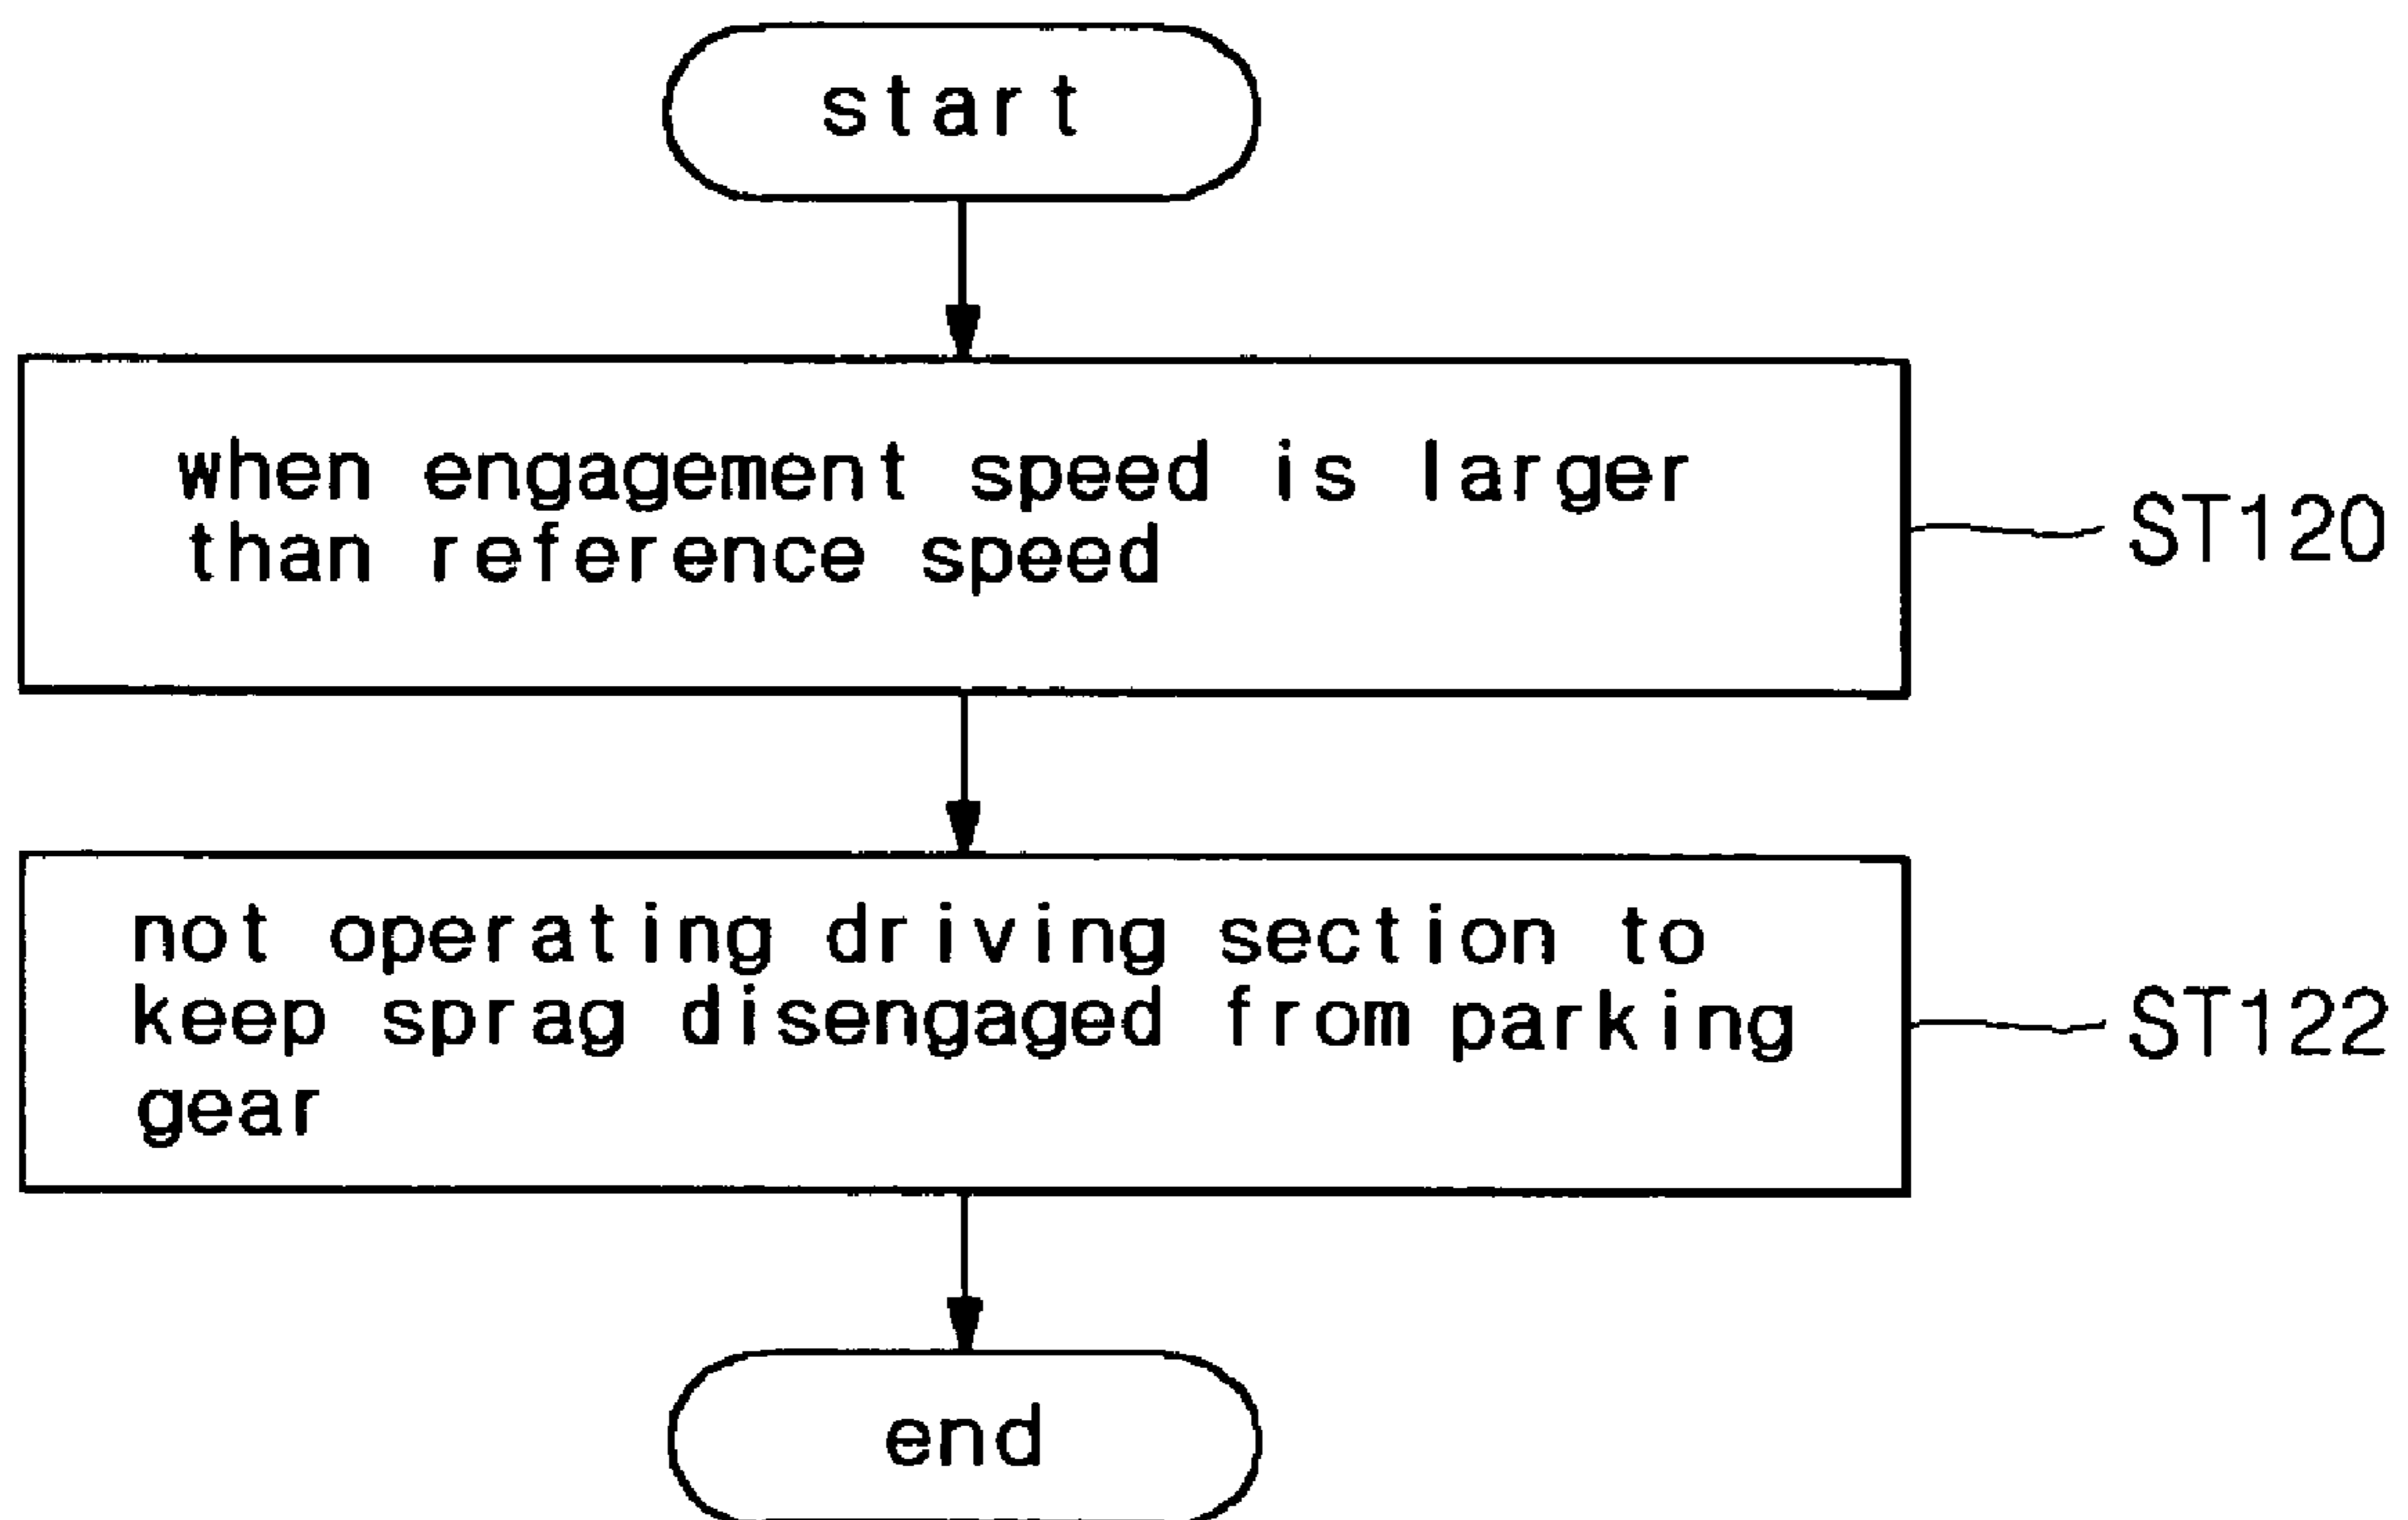 start
when engagement speed is larger
than reference speed
ST120
not operating driving section to
keep sprag disengaged from parking
gear
ST122
end